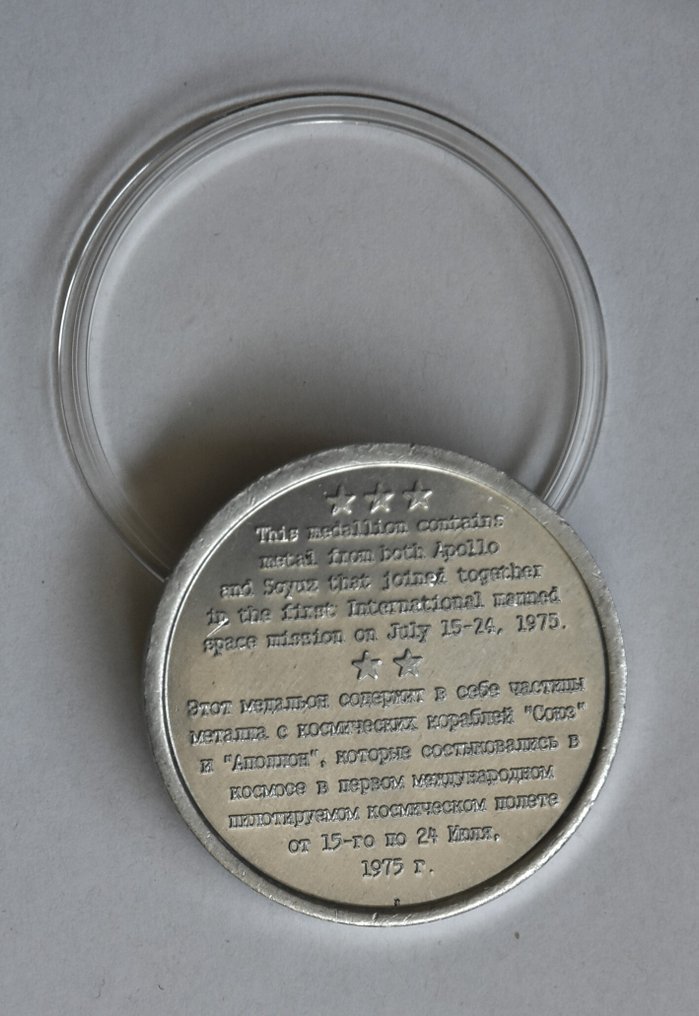 This medallion contains
metal from both Apollo
and Soyuz that joined together
in the first International manned
space mission on July 15-24, 1975.
Этот медальон содержит в себе частицы
металла с космических кораблей "Союз"
и "Аполлон", которые состыковались в
космосе в первом международном
пилотируемом космическом полете
от 15-го по 24 Июля,
1975 г.